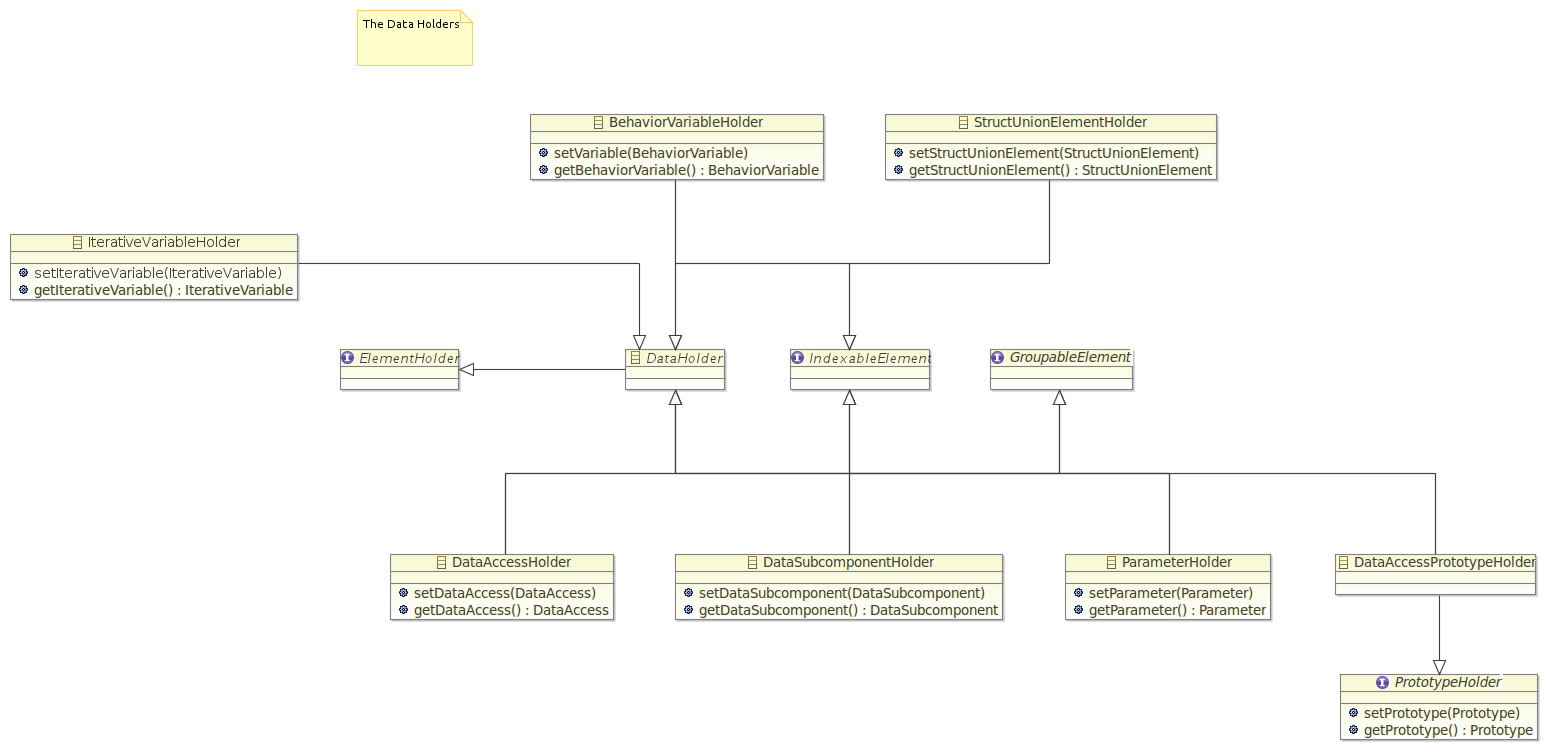 The Data Holders
BehaviorVariableHolder
setVariable(BehaviorVariable)
getBehaviorVariable() : BehaviorVariable
StructUnionElementHolder
setStructUnionElement(StructUnionElement)
getStructUnionElement() : StructUnionElement
IterativeVariableHolder
setIterativeVariable(IterativeVariable)
getIterativeVariable() : IterativeVariable
ElementHolder
DataHolder
IndexableElement
GroupableElement
DataAccessHolder
setDataAccess(DataAccess)
getDataAccess() : DataAccess
DataSubcomponentHolder
setDataSubcomponent(DataSubcomponent)
getDataSubcomponent() : DataSubcomponent
ParameterHolder
setParameter(Parameter)
getParameter() : Parameter
DataAccessPrototypeHolder
PrototypeHolder
setPrototype(Prototype)
getPrototype() : Prototype